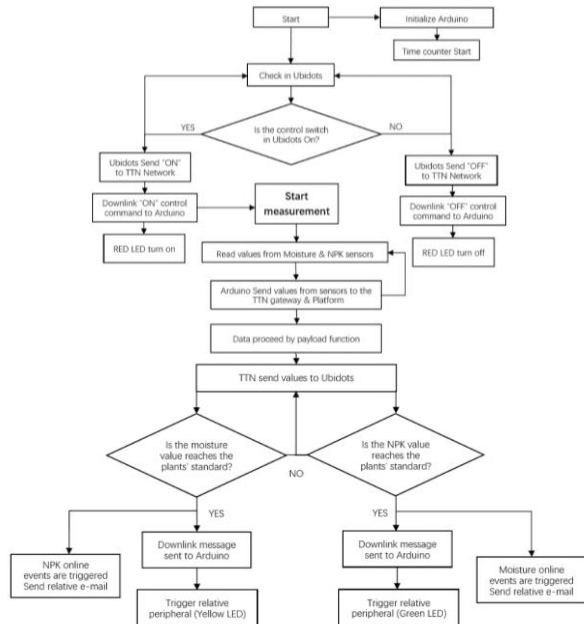 Start
Initialize Arduino
Time counter Start
Check in Ubidots
YES
Is the control switch
in Ubidots On?
NO
Ubidots Send "ON"
to TTN Network
Ubidots Send "OFF"
to TTN Network
Downlink "ON" control
command to Arduino
Start
measurement
Downlink "OFF" control
command to Arduino
RED LED turn on
Read values from Moisture & NPK sensors
RED LED turn off
Arduino Send values from sensors to the
TTN gateway & Platform
Data proceed by payload function
TTN send values to Ubidots
Is the moisture
value reaches the
plants' standard?
NO
Is the NPK value
reaches the
plants' standard?
YES
YES
NPK online
events are triggered
Send relative e-mail
Downlink message
sent to Arduino
Downlink message
sent to Arduino
Moisture online
events are triggered
Send relative e-mail
Trigger relative
peripheral (Yellow LED)
Trigger relative
peripheral (Green LED)